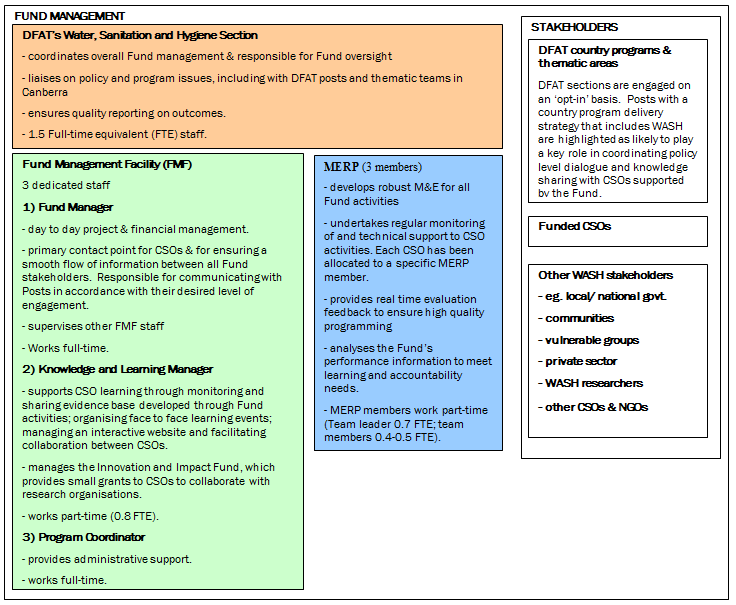 FUND MANAGEMENT
DFAT's Water, Sanitation and Hygiene Section
- coordinates overall Fund management & responsible for Fund oversight
- liaises on policy and program issues, including with DFAT posts and thematic teams in
Canberra
- ensures quality reporting on outcomes.
- 1.5 Full-time equivalent (FTE) staff.
Fund Management Facility (FMF)
3 dedicated staff
1) Fund Manager
- day to day project & financial management.
- primary contact point for CSOs & for ensuring a
smooth flow of information between all Fund
stakeholders.  Responsible for communicating with
Posts in accordance with their desired level of
engagement.
- supervises other FMF staff
- Works full-time.
2) Knowledge and Learning Manager
- supports CSO learning through monitoring and
sharing evidence base developed through Fund
activities; organising face to face learning events;
managing an interactive website and facilitating
collaboration between CSOs.
- manages the Innovation and Impact Fund, which
provides small grants to CSOs to collaborate with
research organisations.
- works part-time (0.8 FTE).
3) Program Coordinator
- provides administrative support.
- works full-time.
MERP (3 members)
- develops robust M&E for all
Fund activities
- undertakes regular monitoring
of and technical support to CSO
activities. Each CSO has been
allocated to a specific MERP
member.
- provides real time evaluation
feedback to ensure high quality
programming
- analyses the Fund's
performance information to meet
learning and accountability
needs.
- MERP members work part-time
(Team leader 0.7 FTE; team
members 0.4-0.5 FTE).
STAKEHOLDERS
DFAT country programs &
thematic areas
DFAT sections are engaged on
an 'opt-in' basis.  Posts with a
country program delivery
strategy that includes WASH
are highlighted as likely to play
a key role in coordinating policy
level dialogue and knowledge
sharing with CSOs supported
by the Fund.
Funded CSOs
Other WASH stakeholders
- eg. local/ national govt.
- communities
- vulnerable groups
- private sector
- WASH researchers
- other CSOs & NGOs